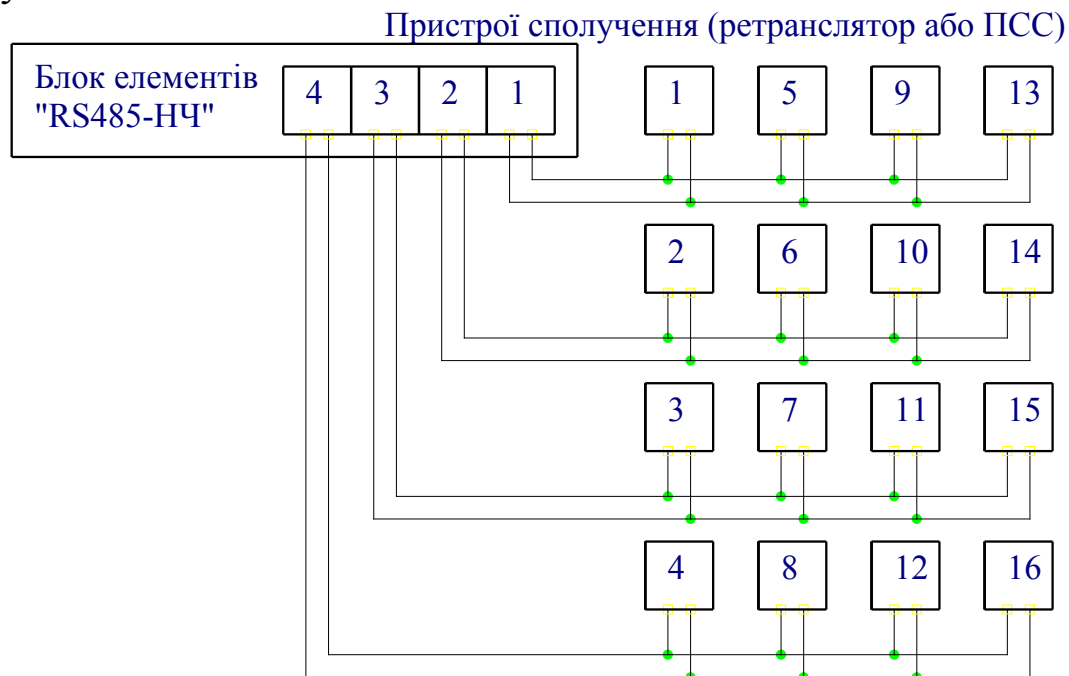 Пристрої сполучення (ретранслятор або ПСС)
Блок елементів
"RS485-НЧ"
4 3 2 1
1 5 9 13
2 6 10 14
3 7 11 15
4 8 12 16